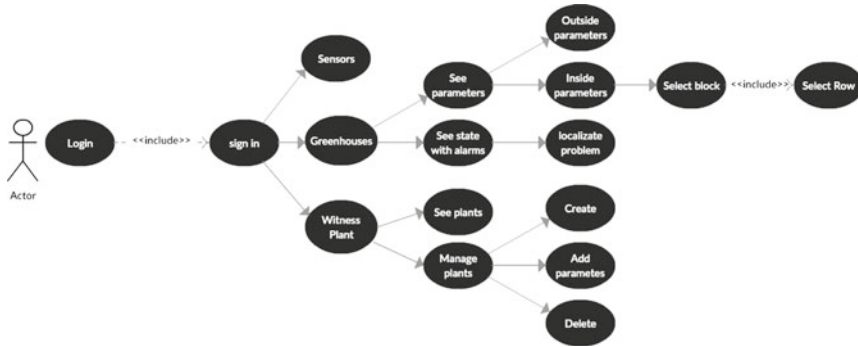 Outside
parameters
Sensors
See
parameters
Inside
parameters
Select block
<<include>>
Select Row
Login
<<include>>
sign in
Greenhouses
See state
with alarms
localizate
problem
Actor
Witness
Plant
See plants
Create
Manage
plants
Add
parametes
Delete